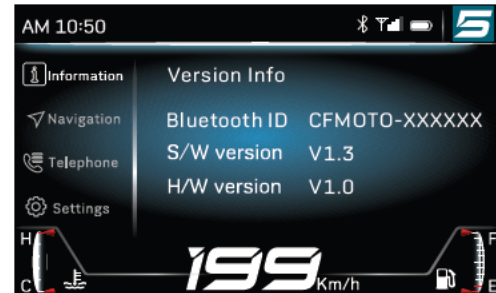 AM 10:50
S
Information
Navigation
Telephone
Settings
Version Info
Bluetooth ID CFMOTO-XXXXXX
S/W version V1.3
H/W version V1.0
H
C
199 Km/h
F
E